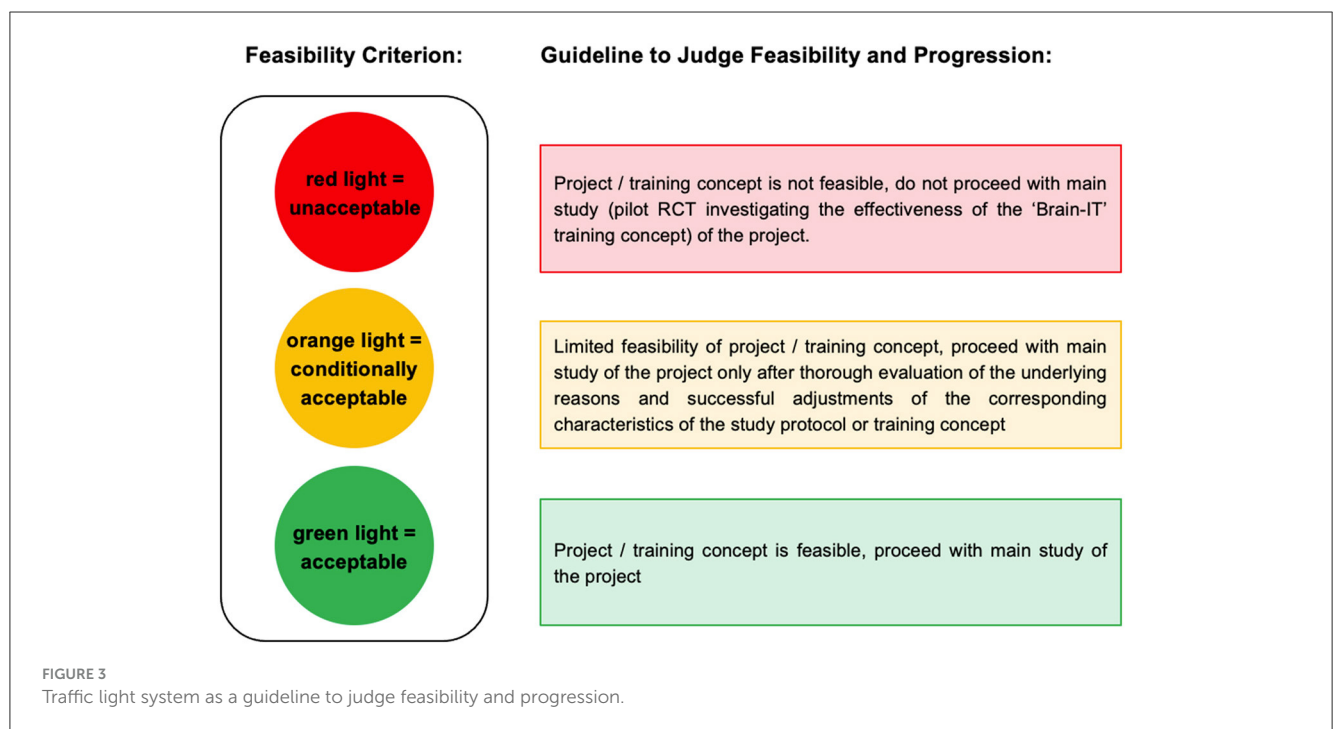 Feasibility Criterion:
Guideline to Judge Feasibility and Progression:
red light =
unacceptable
Project / training concept is not feasible, do not proceed with main
study (pilot RCT investigating the effectiveness of the ‘Brain-IT’
training concept) of the project.
orange light =
conditionally
acceptable
Limited feasibility of project / training concept, proceed with main
study of the project only after thorough evaluation of the underlying
reasons and successful adjustments of the corresponding
characteristics of the study protocol or training concept
green light =
acceptable
Project / training concept is feasible, proceed with main study of
the project
FIGURE 3
Traffic light system as a guideline to judge feasibility and progression.